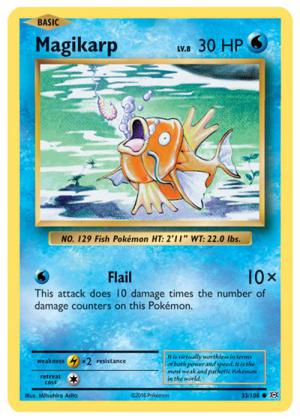 BASIC
Magikarp LV.8 30 HP
NO. 129 Fish Pokémon HT: 2'11" WT: 22.0 lbs.
Flail 10×
This attack does 10 damage times the number of
damage counters on this Pokémon.
weakness ×2 resistance
retreat
cost
It is virtually worthless in terms
of both power and speed. It is the
most weak and pathetic Pokémon
in the world.
Illus. Mitsuhiro Arita ©2016 Pokémon 33/108